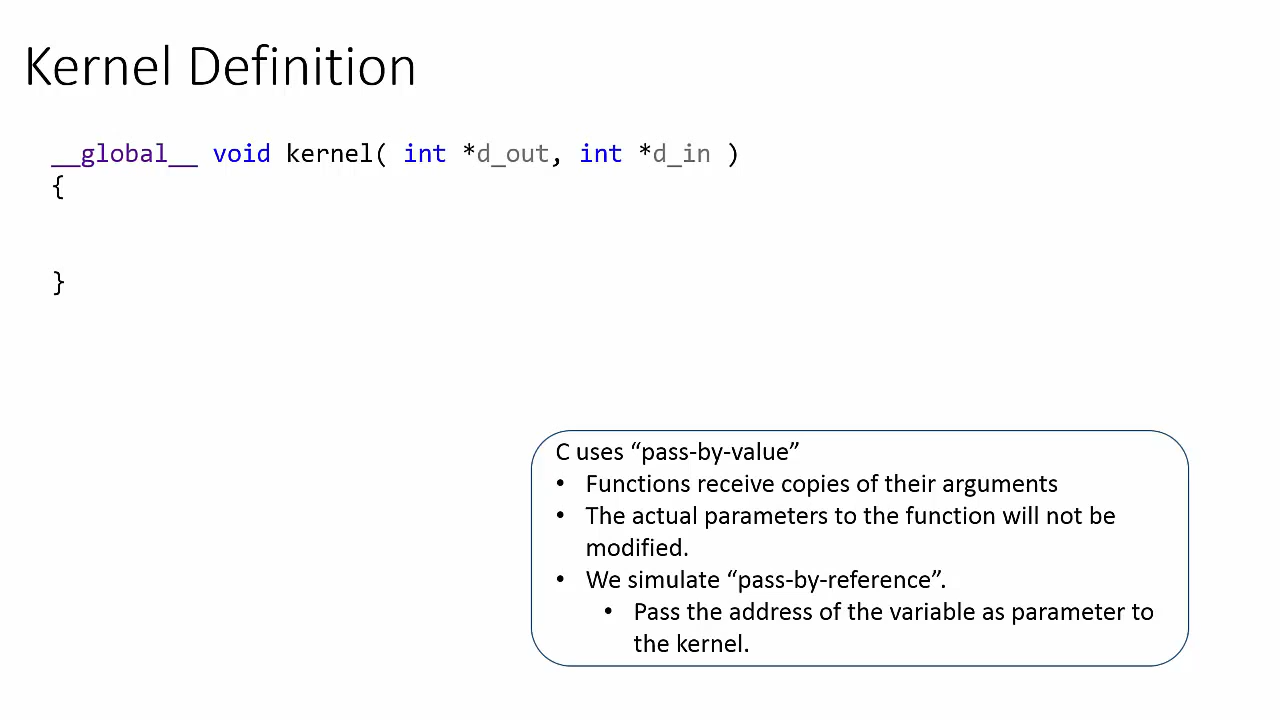 Kernel Definition
__global__ void kernel( int *d_out, int *d_in )
{
}
C uses “pass-by-value”
• Functions receive copies of their arguments
• The actual parameters to the function will not be
modified.
• We simulate “pass-by-reference”.
• Pass the address of the variable as parameter to
the kernel.